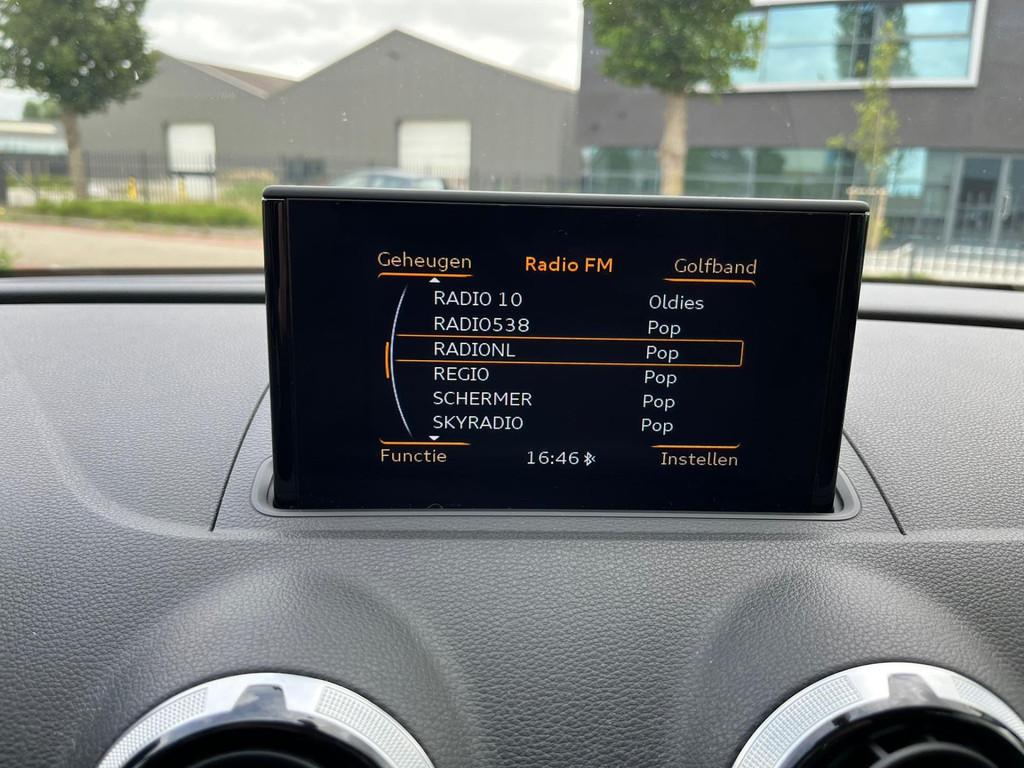 Geheugen Radio FM Golfband
RADIO 10 Oldies
RADIO538 Pop
RADIONL Pop
REGIO Pop
SCHERMER Pop
SKYRADIO Pop
Functie 16:46 Instellen